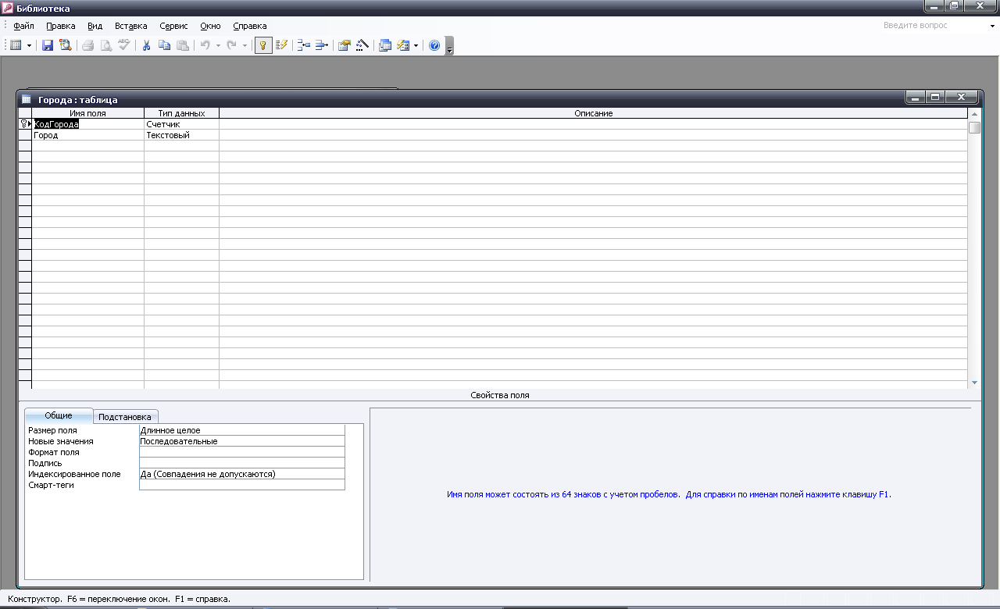 Библиотека
Файл Правка Вид Вставка Сервис Окно Справка Введите вопрос
Города : таблица
Имя поля Тип данных Описание
КодГорода Счетчик
Город Текстовый
Свойства поля
Общие Подстановка
Размер поля Длинное целое
Новые значения Последовательные
Формат поля
Подпись
Индексированное поле Да (Совпадения не допускаются)
Смарт-теги
Имя поля может состоять из 64 знаков с учетом пробелов. Для справки по именам полей нажмите клавишу F1.
Конструктор. F6 = переключение окон. F1 = справка.